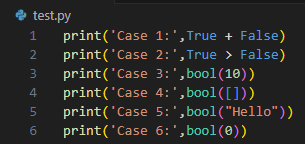 test.py
1 print('Case 1:',True + False)
2 print('Case 2:',True > False)
3 print('Case 3:',bool(10))
4 print('Case 4:',bool([]))
5 print('Case 5:',bool("Hello"))
6 print('Case 6:',bool(0))